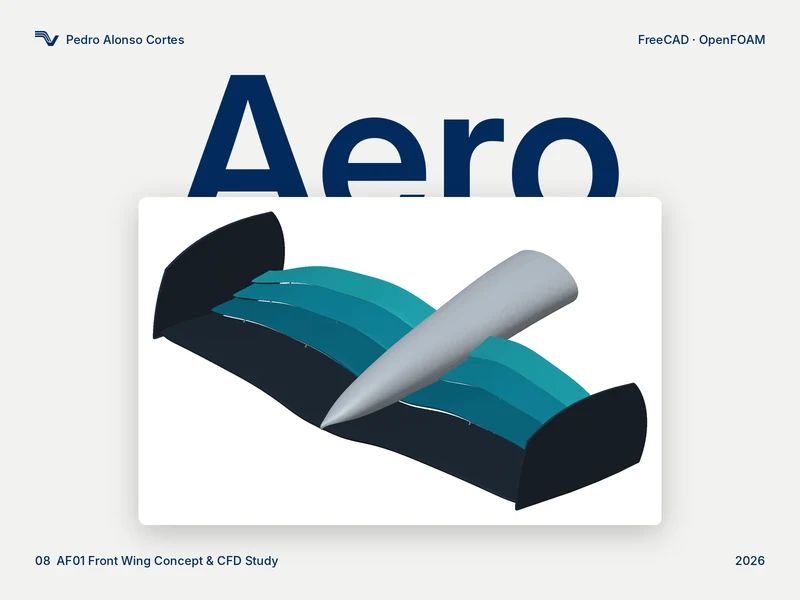 Pedro Alonso Cortes
FreeCAD · OpenFOAM
Aero
08 AF01 Front Wing Concept & CFD Study
2026